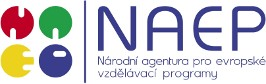 NAEP
Národní agentura pro evropské
vzdělávací programy